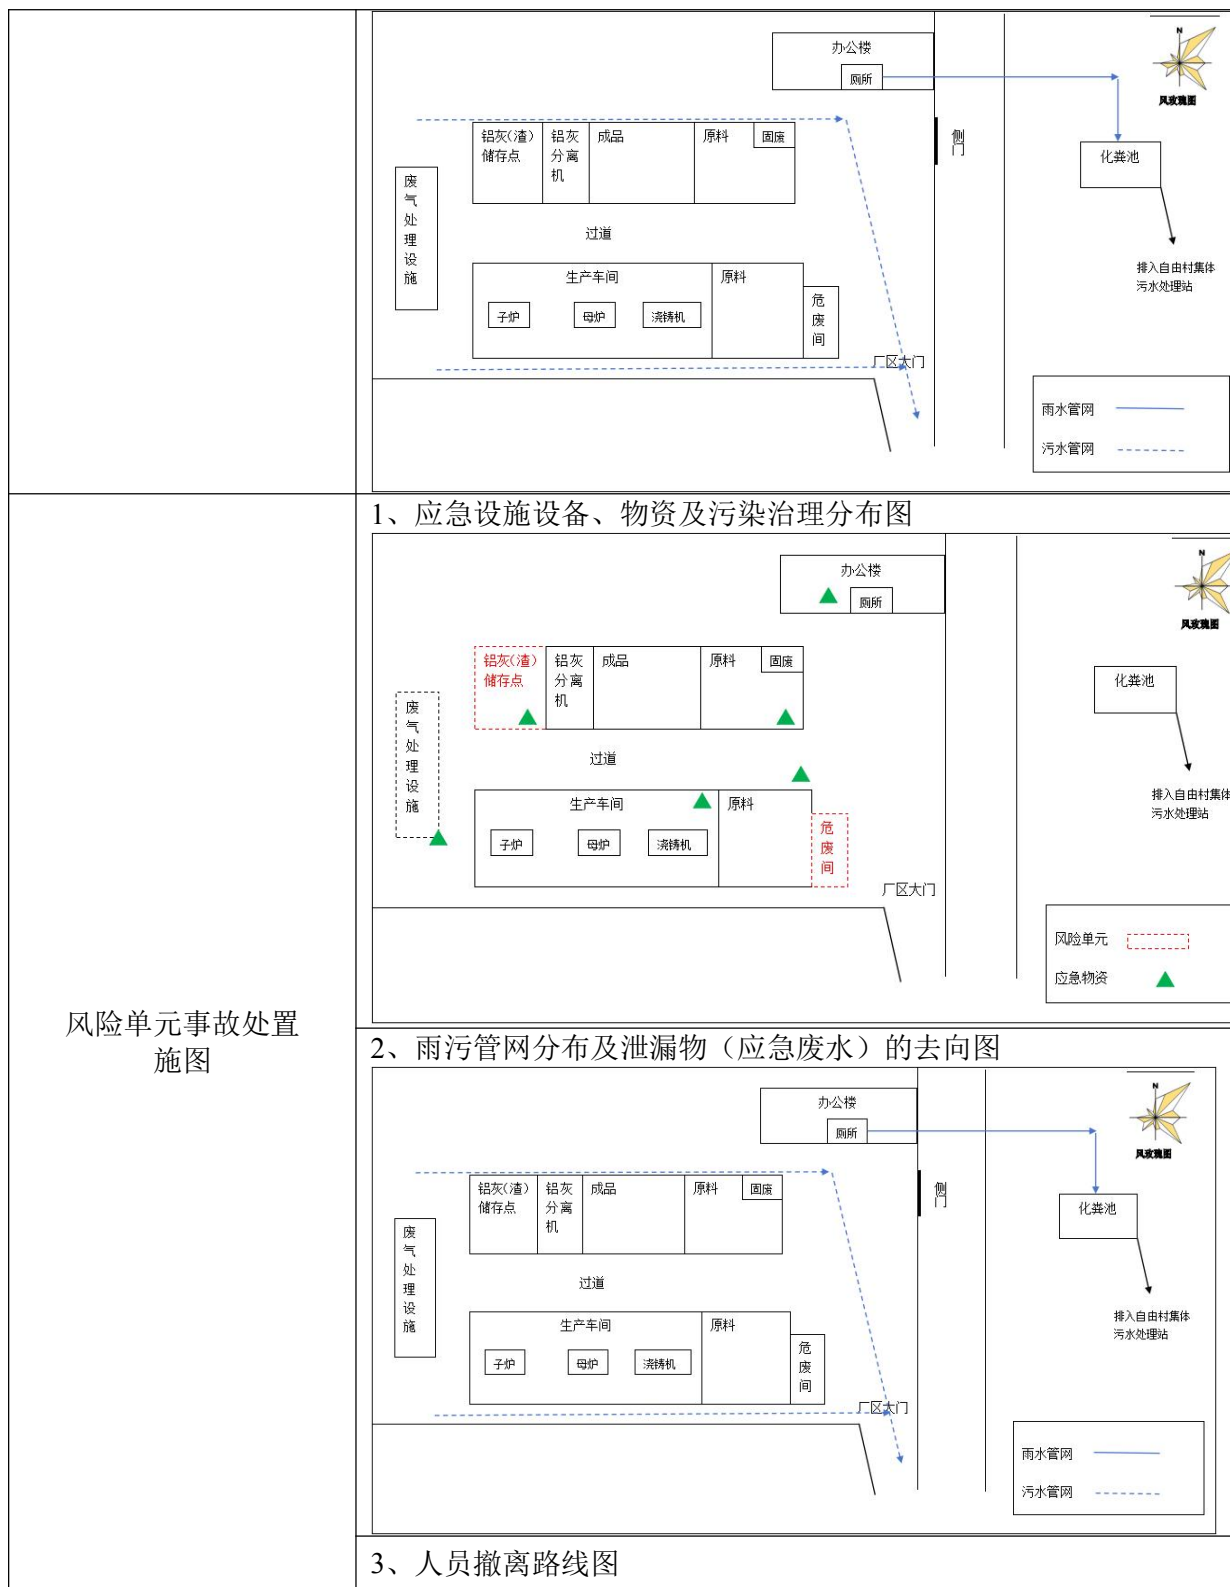 办公楼
厕所
N
风玫瑰图
铝灰(渣)
储存点
铝灰
分离
机
成品
原料
固废
侧门
化粪池
废气处理设施
过道
排入自由村集体
污水处理站
生产车间
原料
子炉
母炉
浇铸机
危废间
厂区大门
雨水管网
污水管网
1、应急设施设备、物资及污染治理分布图
办公楼
厕所
N
风玫瑰图
铝灰(渣)
储存点
铝灰
分离
机
成品
原料
固废
化粪池
废气处理设施
过道
排入自由村集体
污水处理站
生产车间
原料
子炉
母炉
浇铸机
危废间
厂区大门
风险单元
应急物资
风险单元事故处置
施图
2、雨污管网分布及泄漏物（应急废水）的去向图
办公楼
厕所
N
风玫瑰图
铝灰(渣)
储存点
铝灰
分离
机
成品
原料
固废
侧门
化粪池
废气处理设施
过道
排入自由村集体
污水处理站
生产车间
原料
子炉
母炉
浇铸机
危废间
厂区大门
雨水管网
污水管网
3、人员撤离路线图